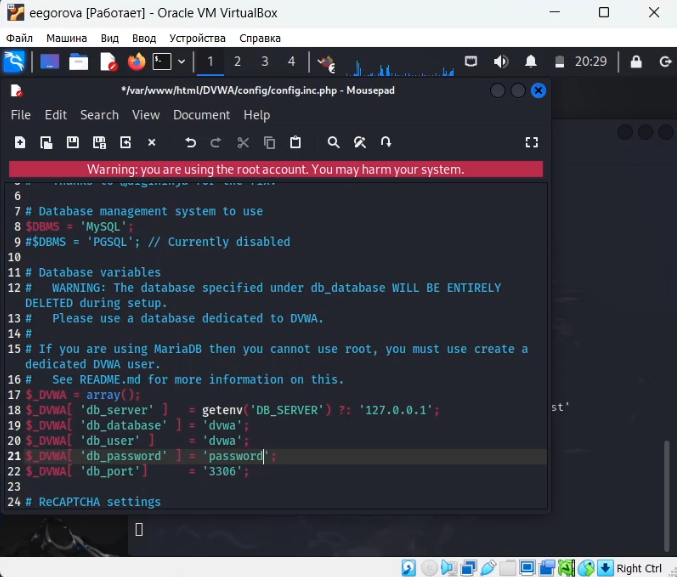 eegorova [Работает] - Oracle VM VirtualBox
Файл Машина Вид Ввод Устройства Справка
1 2 3 4 20:29
*/var/www/html/DVWA/config/config.inc.php - Mousepad
File Edit Search View Document Help
Warning: you are using the root account. You may harm your system.
6
7 # Database management system to use
8 $DBMS = 'MySQL';
9 #$DBMS = 'PGSQL'; // Currently disabled
10
11 # Database variables
12 #   WARNING: The database specified under db_database WILL BE ENTIRELY
DELETED during setup.
13 #   Please use a database dedicated to DVWA.
14 #
15 # If you are using MariaDB then you cannot use root, you must use create a
dedicated DVWA user.
16 #   See README.md for more information on this.
17 $_DVWA = array();
18 $_DVWA[ 'db_server' ]   = getenv('DB_SERVER') ?: '127.0.0.1';
19 $_DVWA[ 'db_database' ] = 'dvwa';
20 $_DVWA[ 'db_user' ]     = 'dvwa';
21 $_DVWA[ 'db_password' ] = 'password';
22 $_DVWA[ 'db_port']      = '3306';
23
24 # ReCAPTCHA settings
st'
Right Ctrl